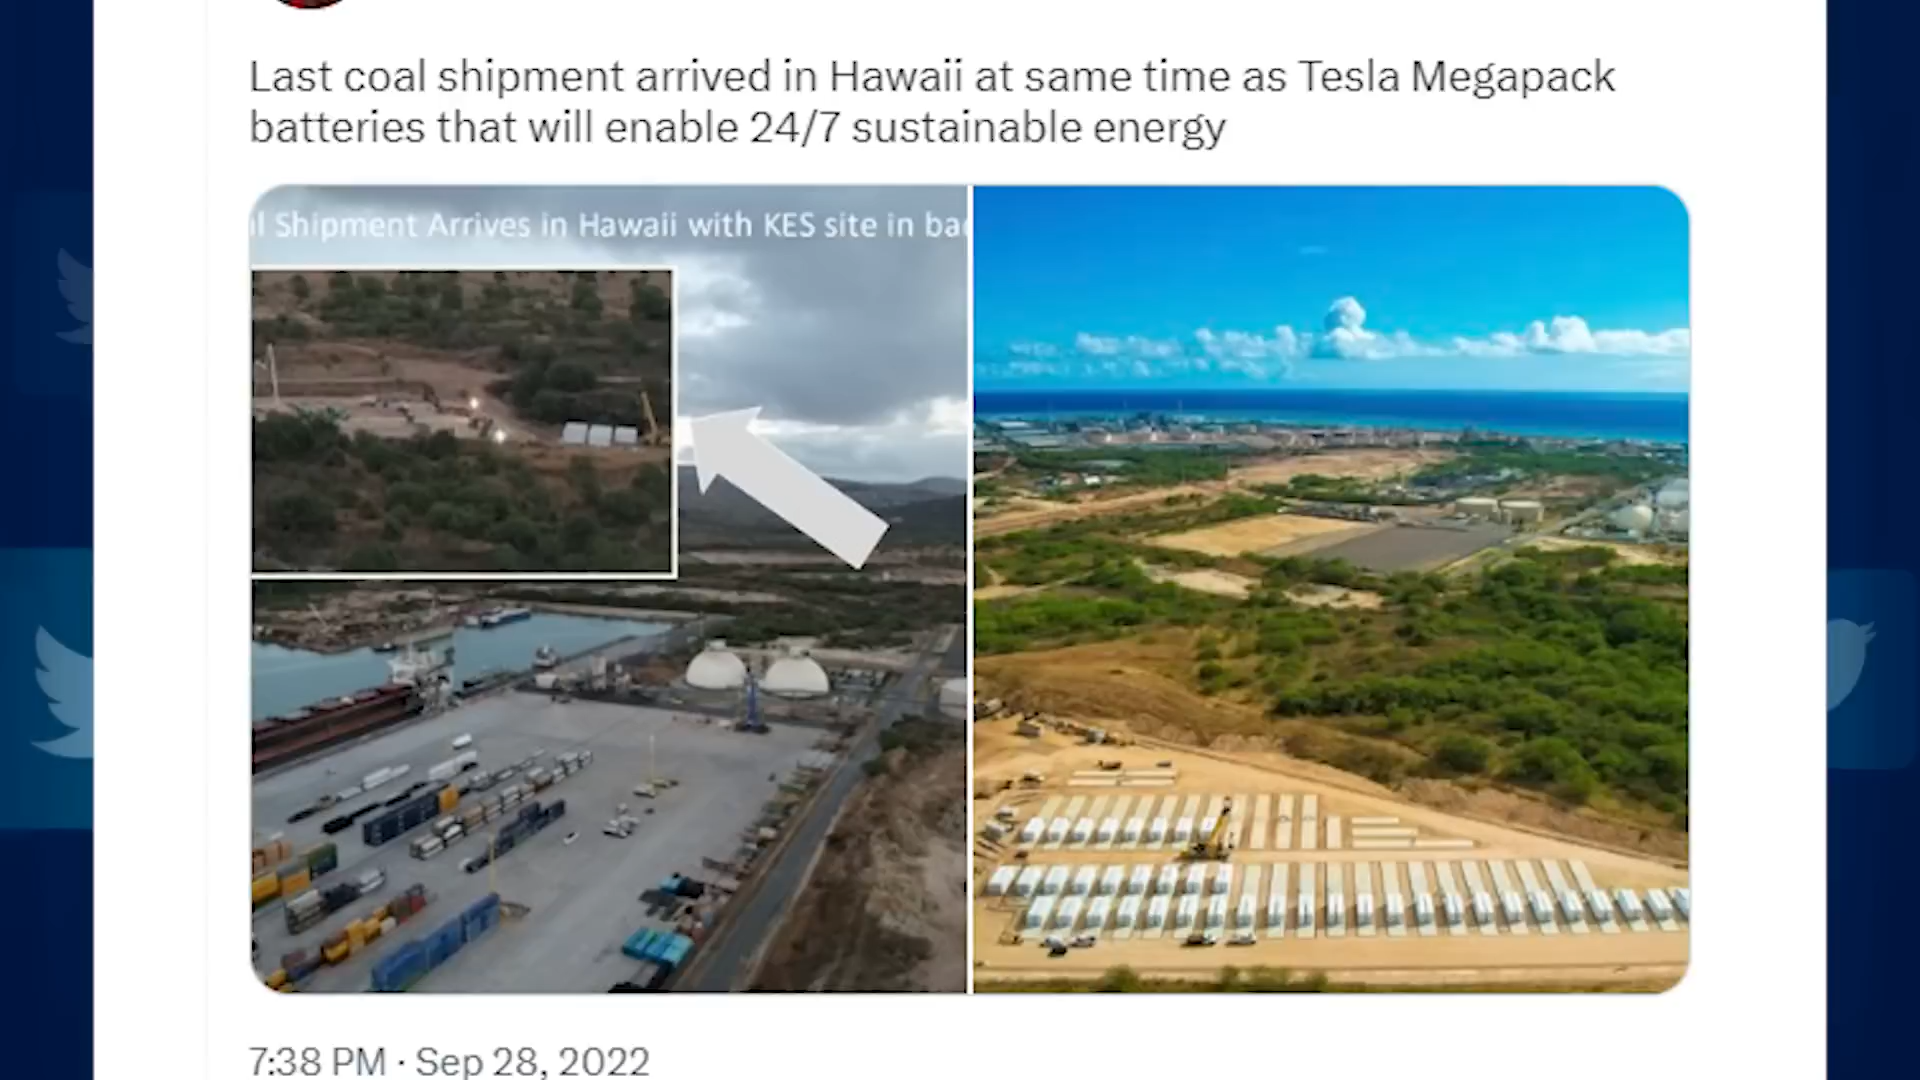 Last coal shipment arrived in Hawaii at same time as Tesla Megapack
batteries that will enable 24/7 sustainable energy
l Shipment Arrives in Hawaii with KES site in bac
7:38 PM · Sep 28, 2022